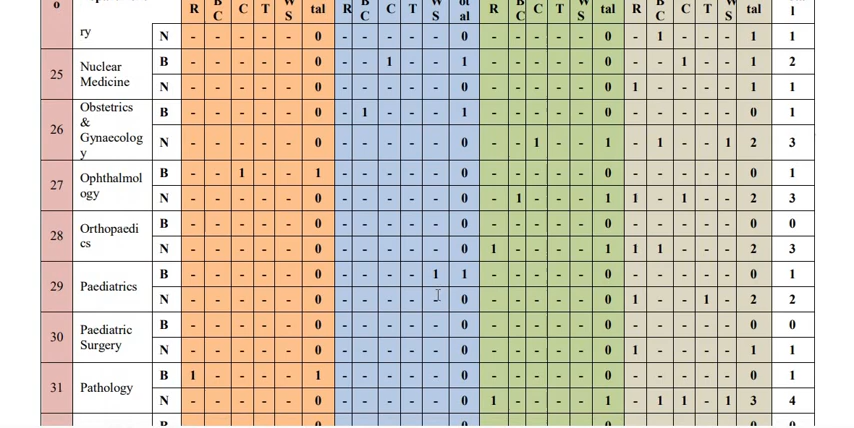 o R B C C T W S tal R B C C T W S ot al R B C C T W S tal R B C C T W S tal l
ry N - - - - - 0 - - - - - 0 - - - - - 0 - 1 - - - 1 1
25 Nuclear Medicine B - - - - - 0 - - 1 - - 1 - - - - - 0 - - 1 - - 1 2
N - - - - - 0 - - - - - 0 - - - - - 0 1 - - - - 1 1
26 Obstetrics & Gynaecolog y B - - - - - 0 - 1 - - - 1 - - - - - 0 - - - - - 0 1
N - - - - - 0 - - - - - 0 - - 1 - - 1 - 1 - - 1 2 3
27 Ophthalmol ogy B - - 1 - - 1 - - - - - 0 - - - - - 0 - - - - - 0 1
N - - - - - 0 - - - - - 0 - 1 - - - 1 1 - 1 - - 2 3
28 Orthopaedi cs B - - - - - 0 - - - - - 0 - - - - - 0 - - - - - 0 0
N - - - - - 0 - - - - - 0 1 - - - - 1 1 1 - - - 2 3
29 Paediatrics B - - - - - 0 - - - - 1 1 - - - - - 0 - - - - - 0 1
N - - - - - 0 - - - - - 0 - - - - - 0 1 - - 1 - 2 2
30 Paediatric Surgery B - - - - - 0 - - - - - 0 - - - - - 0 - - - - - 0 0
N - - - - - 0 - - - - - 0 - - - - - 0 1 - - - - 1 1
31 Pathology B 1 - - - - 1 - - - - - 0 - - - - - 0 - - - - - 0 1
N - - - - - 0 - - - - - 0 1 - - - - 1 - 1 1 - 1 3 4